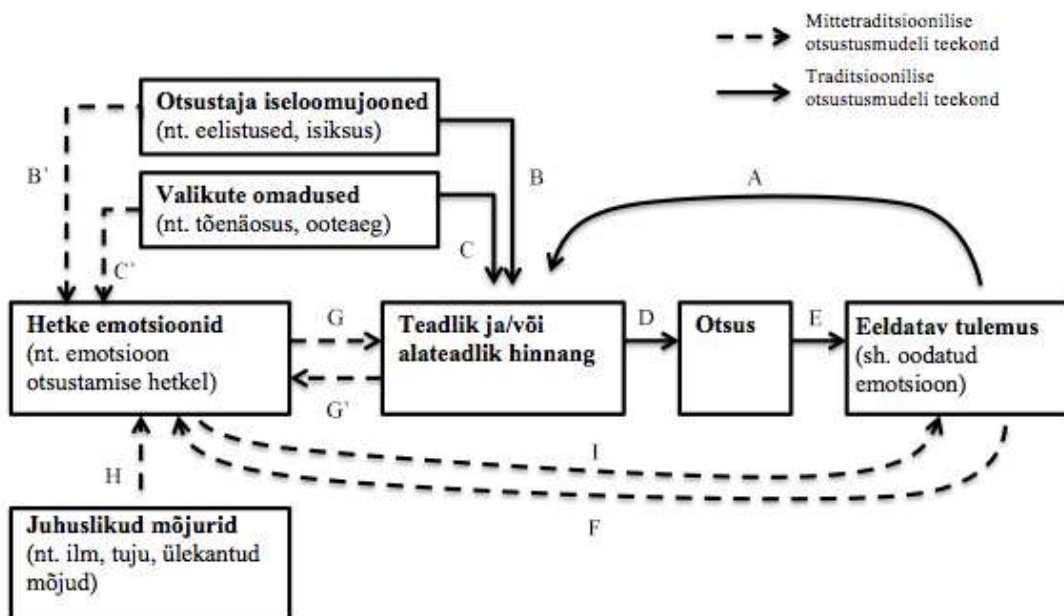 Mittetraditsioonilise
otsustusmudeli teekond
Traditsioonilise
otsustusmudeli teekond
Otsustaja iseloomujooned
(nt. eelistused, isiksus)
B'
B
A
Valikute omadused
(nt. tõenäosus, ooteaeg)
C
C'
Hetke emotsioonid
(nt. emotsioon
otsustamise hetkel)
G
G'
Teadlik ja/või
alateadlik hinnang
D
Otsus
E
Eeldatav tulemus
(sh. oodatud
emotsioon)
I
H
F
Juhuslikud mõjurid
(nt. ilm, tuju, ülekantud
mõjud)